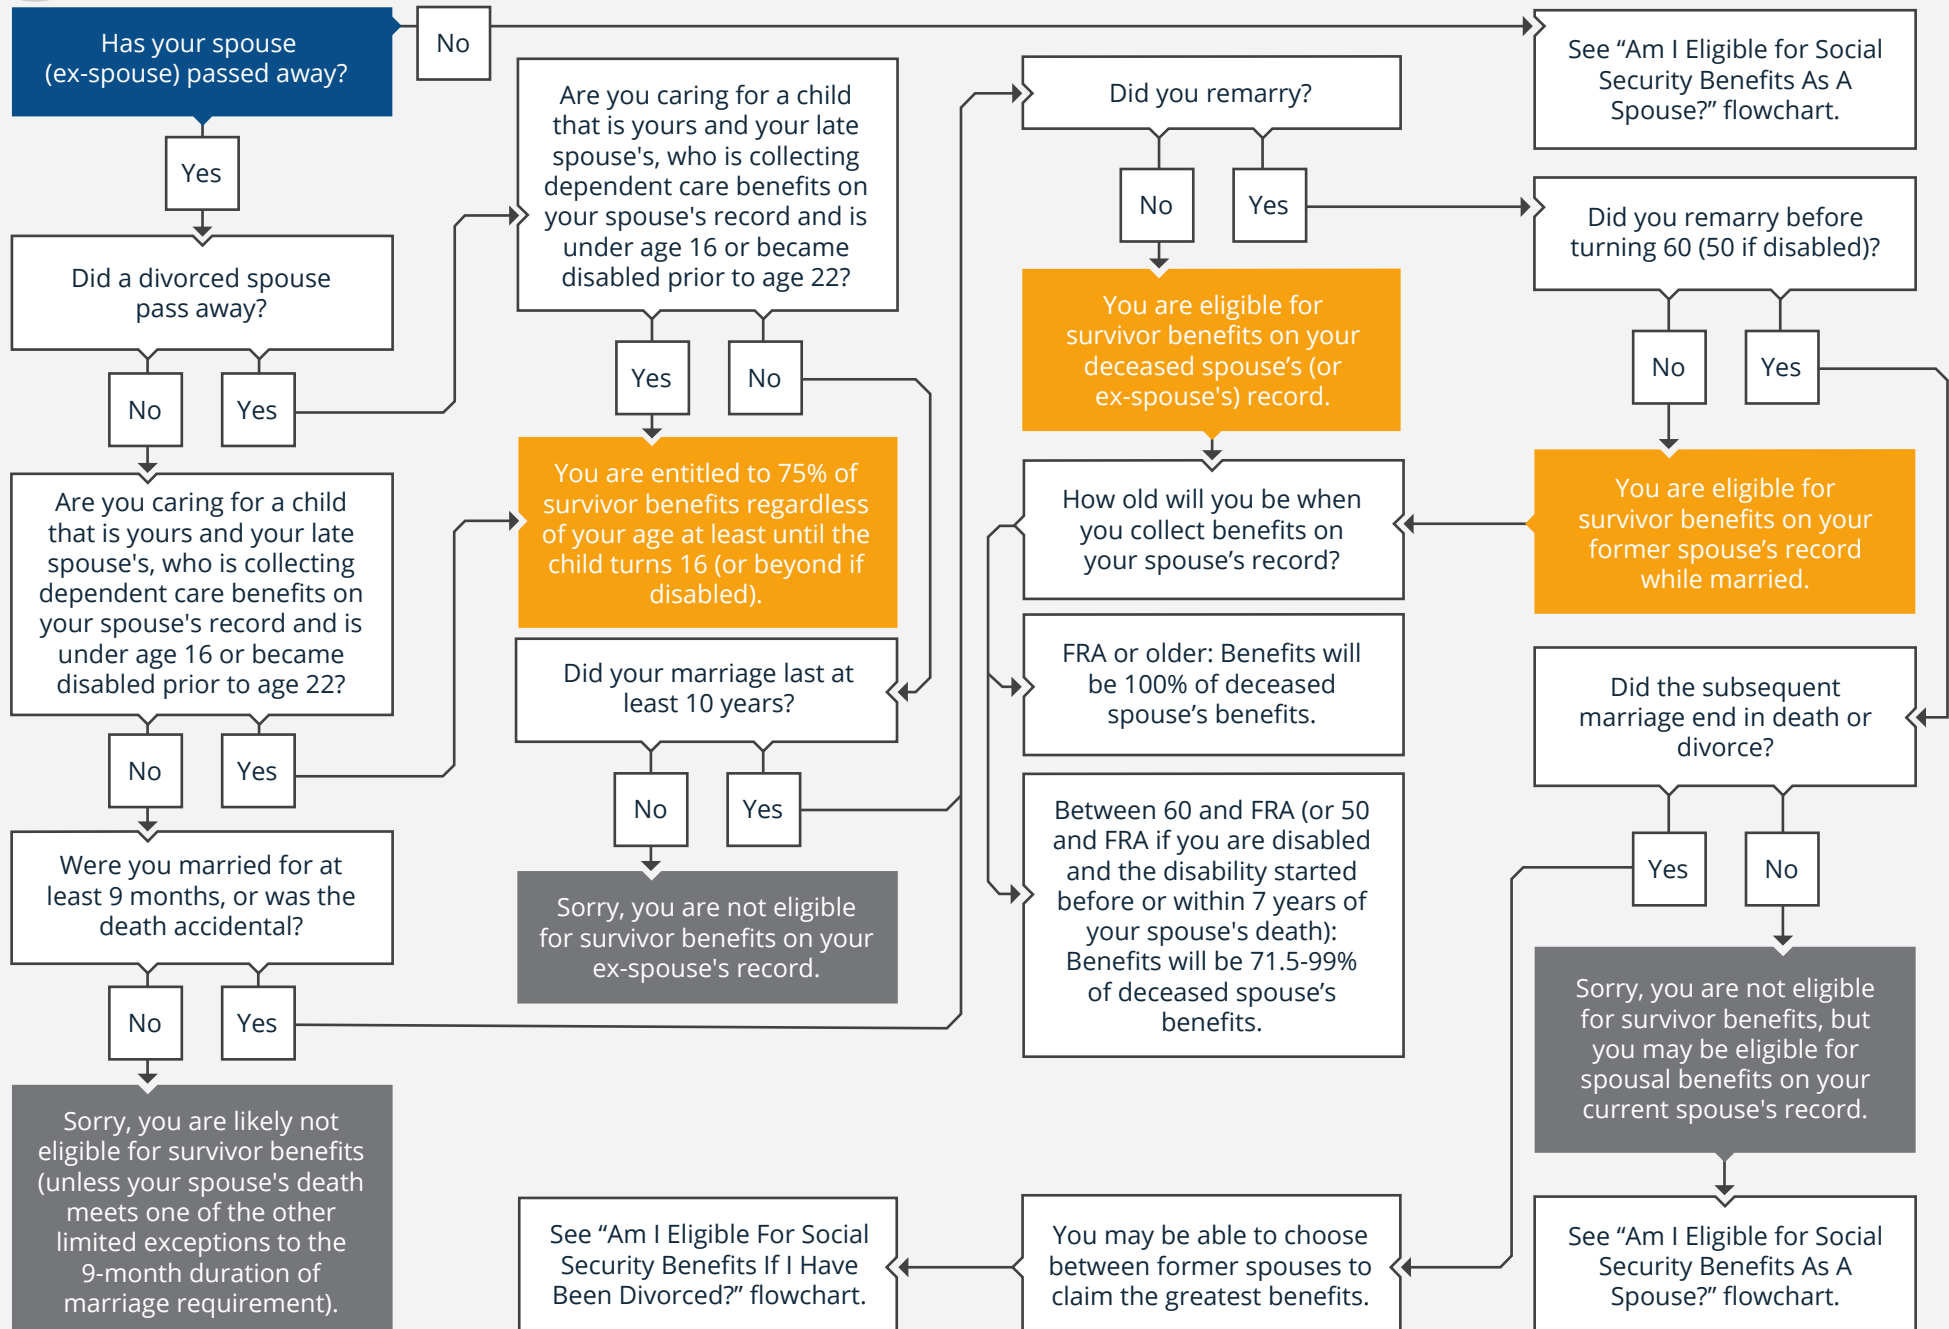 Has your spouse
(ex-spouse) passed away?
No
Yes
See “Am I Eligible for Social
Security Benefits As A
Spouse?” flowchart.
Did a divorced spouse
pass away?
No
Yes
Are you caring for a child
that is yours and your late
spouse's, who is collecting
dependent care benefits on
your spouse's record and is
under age 16 or became
disabled prior to age 22?
No
Yes
Were you married for at
least 9 months, or was the
death accidental?
No
Yes
Sorry, you are likely not
eligible for survivor benefits
(unless your spouse's death
meets one of the other
limited exceptions to the
9-month duration of
marriage requirement).
Are you caring for a child
that is yours and your late
spouse's, who is collecting
dependent care benefits on
your spouse's record and is
under age 16 or became
disabled prior to age 22?
Yes
No
You are entitled to 75% of
survivor benefits regardless
of your age at least until the
child turns 16 (or beyond if
disabled).
Did your marriage last at
least 10 years?
No
Yes
Sorry, you are not eligible
for survivor benefits on your
ex-spouse's record.
Did you remarry?
No
Yes
You are eligible for
survivor benefits on your
deceased spouse’s (or
ex-spouse's) record.
How old will you be when
you collect benefits on
your spouse’s record?
FRA or older: Benefits will
be 100% of deceased
spouse’s benefits.
Between 60 and FRA (or 50
and FRA if you are disabled
and the disability started
before or within 7 years of
your spouse's death):
Benefits will be 71.5-99%
of deceased spouse’s
benefits.
Did you remarry before
turning 60 (50 if disabled)?
No
Yes
You are eligible for
survivor benefits on your
former spouse’s record
while married.
Did the subsequent
marriage end in death or
divorce?
Yes
No
Sorry, you are not eligible
for survivor benefits, but
you may be eligible for
spousal benefits on your
current spouse's record.
See “Am I Eligible for Social
Security Benefits As A
Spouse?” flowchart.
You may be able to choose
between former spouses to
claim the greatest benefits.
See “Am I Eligible For Social
Security Benefits If I Have
Been Divorced?” flowchart.